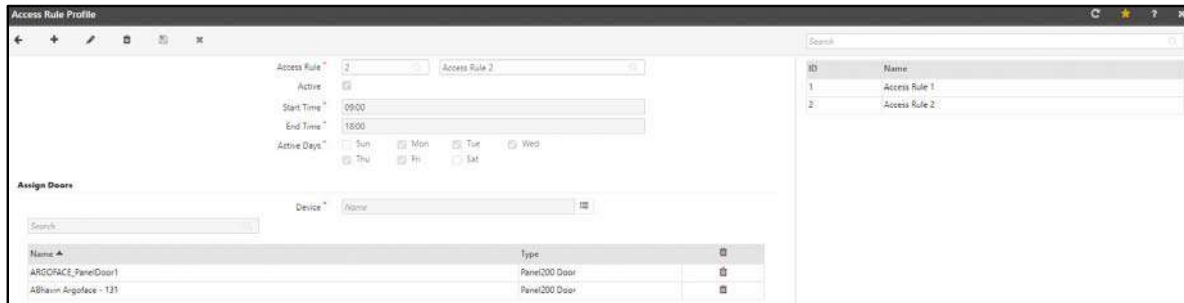 Access Rule Profile
Search
Access Rule * 2 Access Rule 2
Active
Start Time * 09:00
End Time * 18:00
Active Days * Sun Mon Tue Wed
Thu Fri Sat
Assign Doors
Device * Name
Search
Name Type
ARGOFACE_PanelDoor1 Panel200 Door
ABhavin Argoface - 131 Panel200 Door
ID Name
1 Access Rule 1
2 Access Rule 2